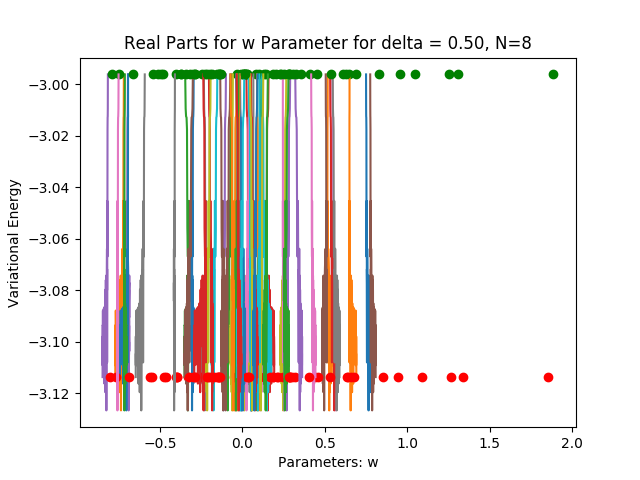 Real Parts for w Parameter for delta = 0.50, N=8
Variational Energy
−3.00
−3.02
−3.04
−3.06
−3.08
−3.10
−3.12
−0.5 0.0 0.5 1.0 1.5 2.0
Parameters: w